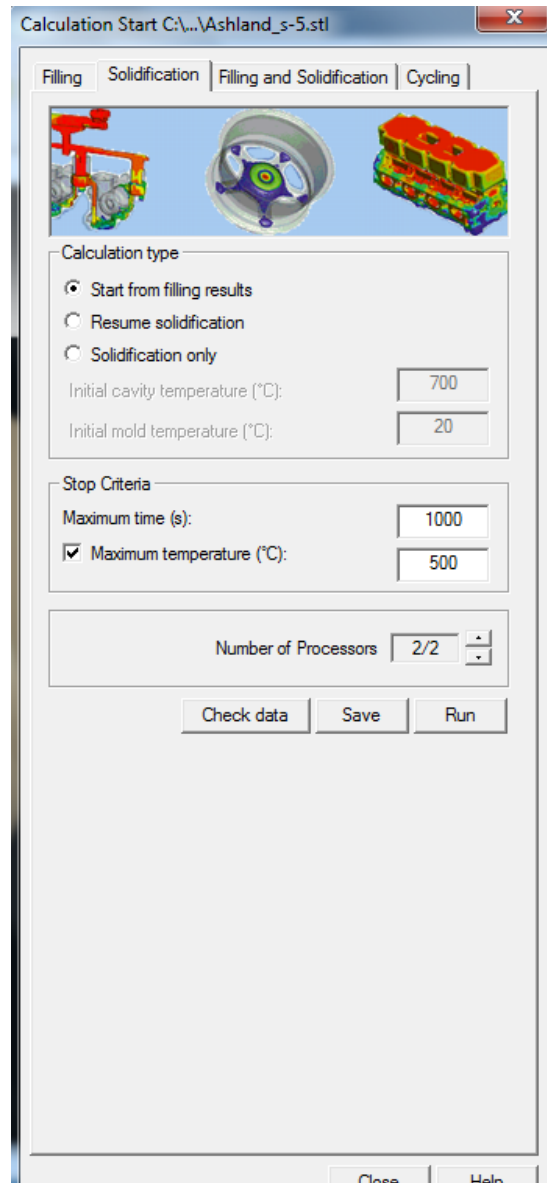 Calculation Start C:\...\Ashland_s-5.stl
Filling Solidification Filling and Solidification Cycling
Calculation type
Start from filling results
Resume solidification
Solidification only
Initial cavity temperature (°C): 700
Initial mold temperature (°C): 20
Stop Criteria
Maximum time (s): 1000
Maximum temperature (°C): 500
Number of Processors 2/2
Check data Save Run
Close Help